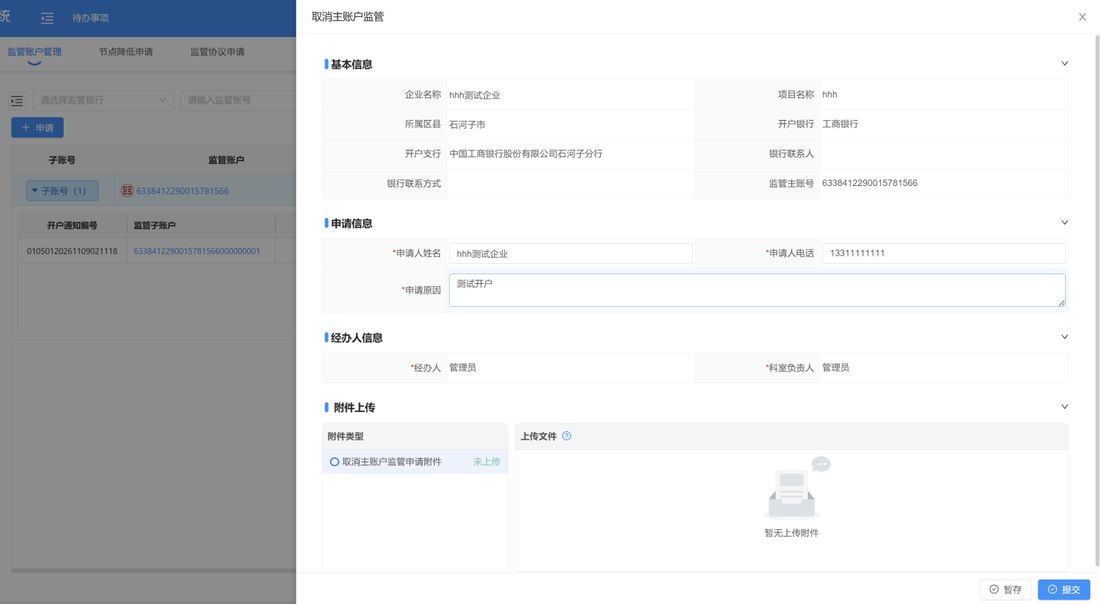 统
待办事项
监管账户管理
节点降低申请
监管协议申请
请选择监管银行
请输入监管账号
+ 申请
子账号
监管账户
子账号（1）
6338412290015781566
开户通知编号
监管子账户
01050120261109021118
6338412290015781566000000001
取消主账户监管
基本信息
企业名称 hhh测试企业 项目名称 hhh
所属区县 石河子市 开户银行 工商银行
开户支行 中国工商银行股份有限公司石河子分行 银行联系人
银行联系方式 监管主账号 6338412290015781566
申请信息
*申请人姓名 hhh测试企业 *申请人电话 13311111111
*申请原因 测试开户
经办人信息
*经办人 管理员 *科室负责人 管理员
附件上传
附件类型 上传文件
取消主账户监管申请附件 未上传
暂无上传附件
暂存 提交